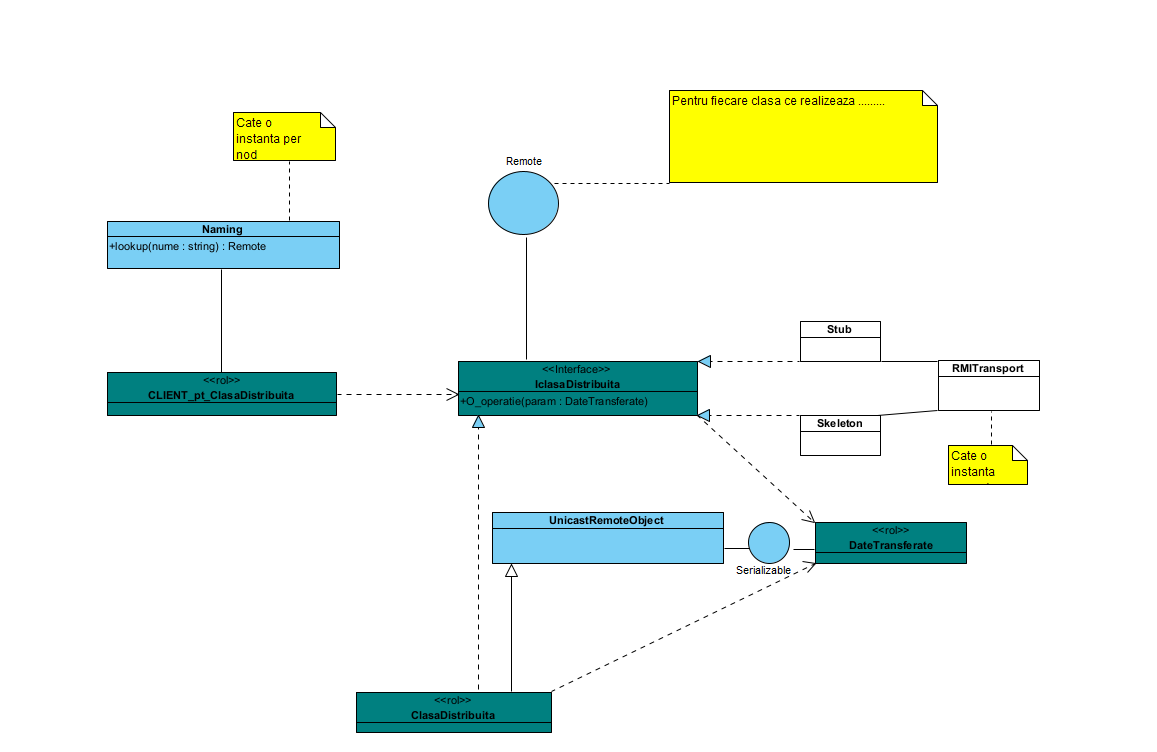 Pentru fiecare clasa ce realizeaza .........
Cate o
instanta per
nod
Remote
Naming
+lookup(nume : string) : Remote
Stub
<<Interface>>
IclasaDistribuita
+O_operatie(param : DateTransferate)
RMITransport
<<rol>>
CLIENT_pt_ClasaDistribuita
Skeleton
Cate o
instanta
UnicastRemoteObject
<<rol>>
DateTransferate
Serializable
<<rol>>
ClasaDistribuita